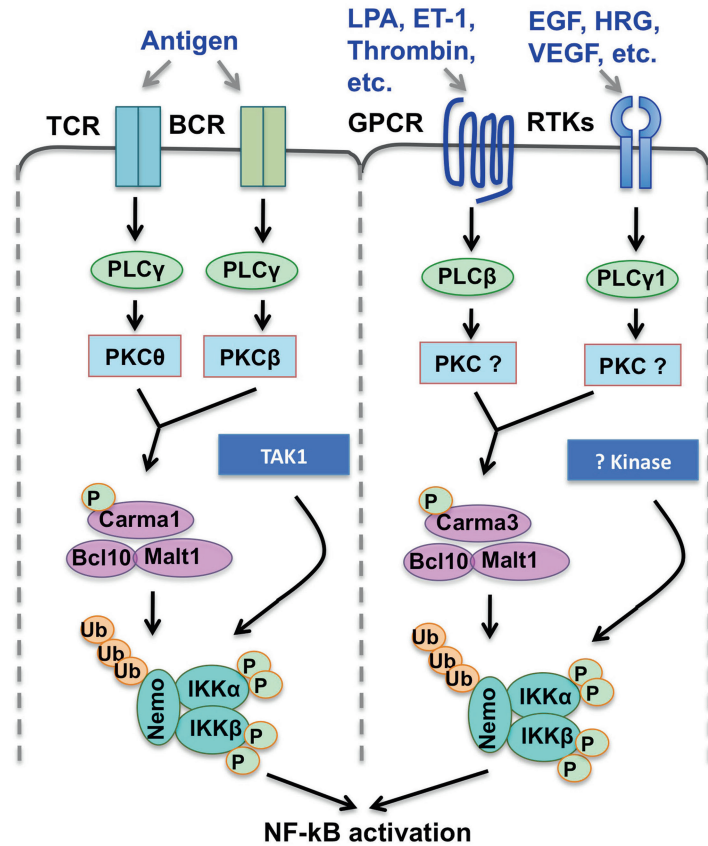 Antigen
LPA, ET-1,
Thrombin,
etc.
EGF, HRG,
VEGF, etc.
TCR
BCR
GPCR
RTKs
PLCγ
PLCγ
PLCβ
PLCγ1
PKCθ
PKCβ
PKC ?
PKC ?
TAK1
? Kinase
P
Carma1
Bcl10
Malt1
P
Carma3
Bcl10
Malt1
Ub
Ub
Ub
Nemo
IKKα
IKKβ
P
P
P
P
Ub
Ub
Ub
Nemo
IKKα
IKKβ
P
P
P
P
NF-kB activation